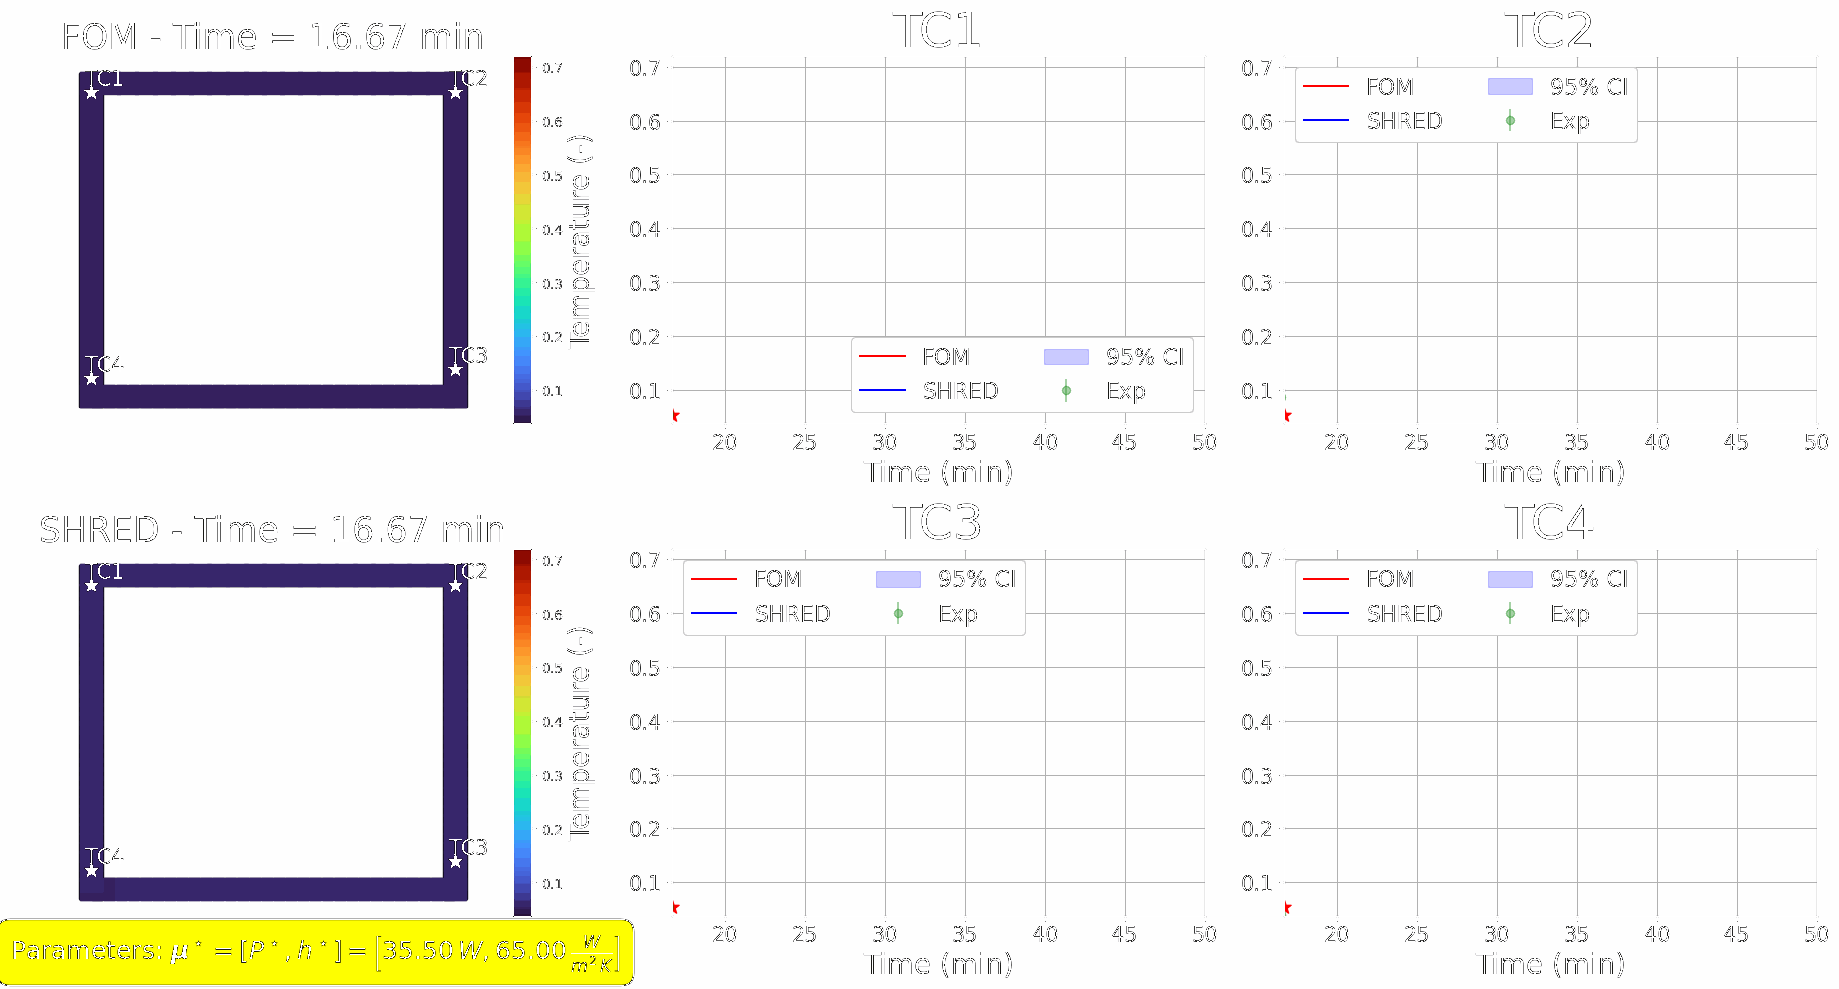 FOM - Time = 16.67 min
TC1
TC2
TC3
TC4
0.7
0.6
0.5
0.4
0.3
0.2
0.1
Temperature (-)
TC1
0.7
0.6
0.5
0.4
0.3
0.2
0.1
FOM
SHRED
95% CI
Exp
20 25 30 35 40 45 50
Time (min)
TC2
0.7
0.6
0.5
0.4
0.3
0.2
0.1
FOM
SHRED
95% CI
Exp
20 25 30 35 40 45 50
Time (min)
SHRED - Time = 16.67 min
TC1
TC2
TC3
TC4
0.7
0.6
0.5
0.4
0.3
0.2
0.1
Temperature (-)
Parameters: μ* = [P*, h*] = [35.50 W, 65.00 W/m²K]
TC3
0.7
0.6
0.5
0.4
0.3
0.2
0.1
FOM
SHRED
95% CI
Exp
20 25 30 35 40 45 50
Time (min)
TC4
0.7
0.6
0.5
0.4
0.3
0.2
0.1
FOM
SHRED
95% CI
Exp
20 25 30 35 40 45 50
Time (min)